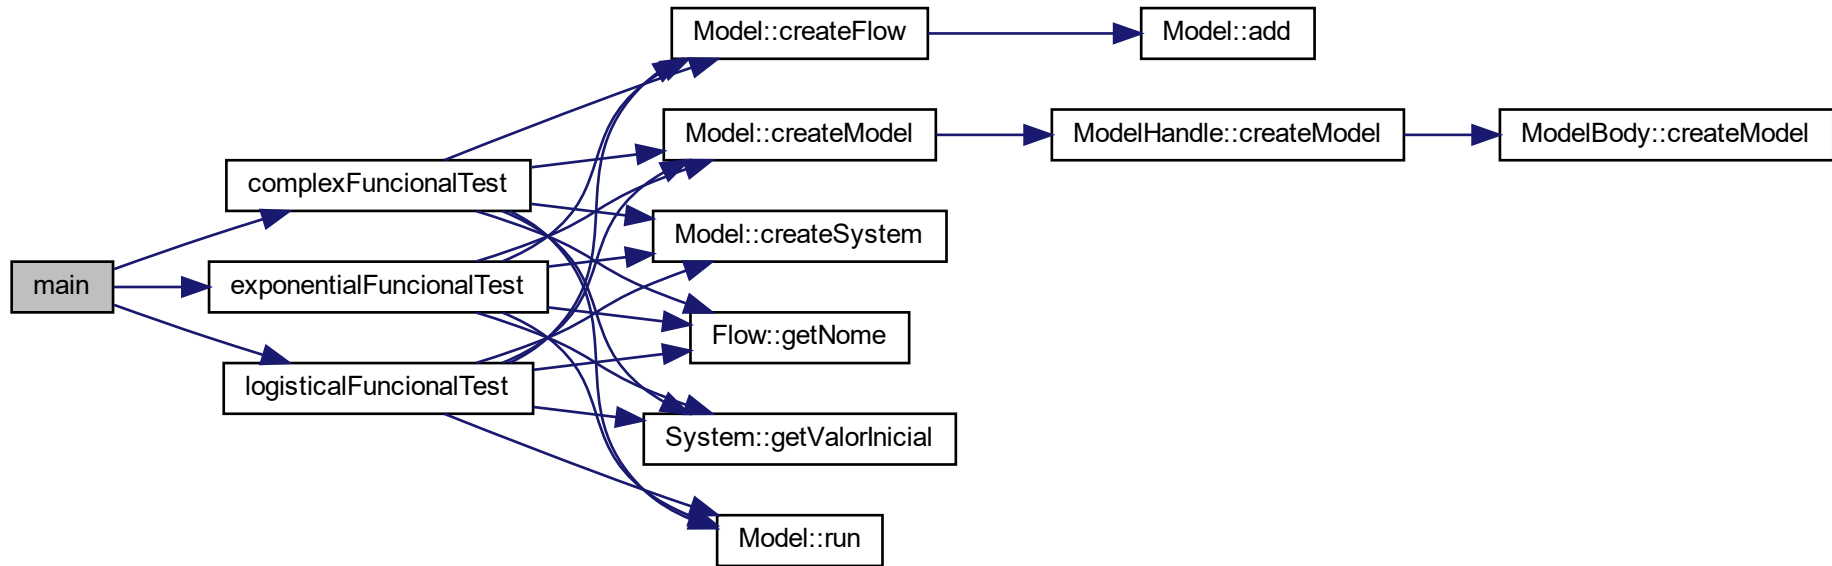 main
complexFuncionalTest
exponentialFuncionalTest
logisticalFuncionalTest
Model::createFlow
Model::add
Model::createModel
ModelHandle::createModel
ModelBody::createModel
Model::createSystem
Flow::getNome
System::getValorInicial
Model::run